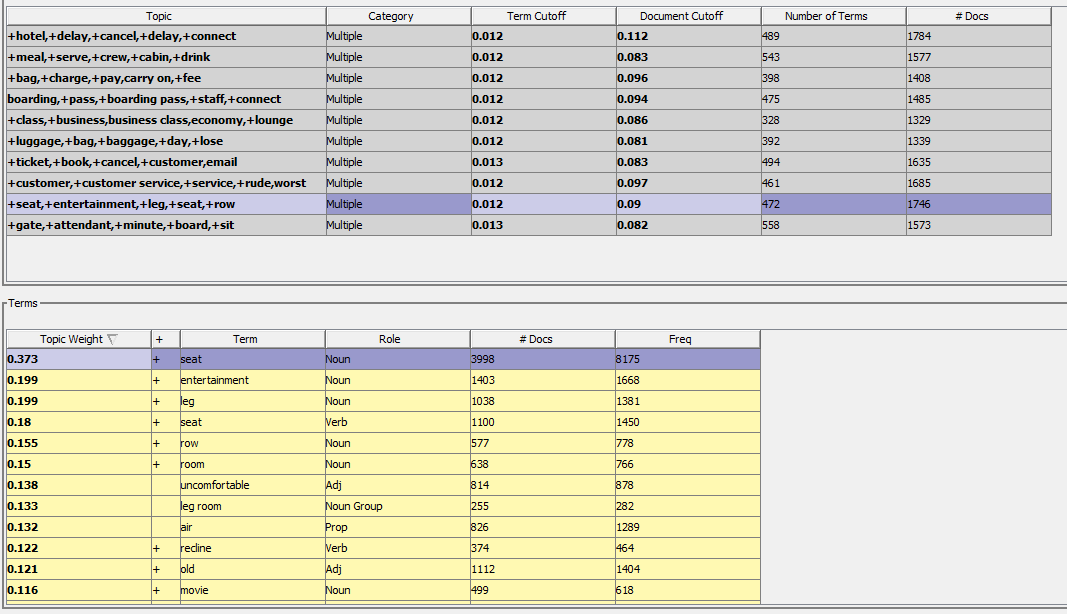 Topic Category Term Cutoff Document Cutoff Number of Terms # Docs
+hotel,+delay,+cancel,+delay,+connect Multiple 0.012 0.112 489 1784
+meal,+serve,+crew,+cabin,+drink Multiple 0.012 0.083 543 1577
+bag,+charge,+pay,carry on,+fee Multiple 0.012 0.096 398 1408
boarding,+pass,+boarding pass,+staff,+connect Multiple 0.012 0.094 475 1485
+class,+business,business class,economy,+lounge Multiple 0.012 0.086 328 1329
+luggage,+bag,+baggage,+day,+lose Multiple 0.012 0.081 392 1339
+ticket,+book,+cancel,+customer,email Multiple 0.013 0.083 494 1635
+customer,+customer service,+service,+rude,worst Multiple 0.012 0.097 461 1685
+seat,+entertainment,+leg,+seat,+row Multiple 0.012 0.09 472 1746
+gate,+attendant,+minute,+board,+sit Multiple 0.013 0.082 558 1573
Terms
Topic Weight + Term Role # Docs Freq
0.373 + seat Noun 3998 8175
0.199 + entertainment Noun 1403 1668
0.199 + leg Noun 1038 1381
0.18 + seat Verb 1100 1450
0.155 + row Noun 577 778
0.15 + room Noun 638 766
0.138 uncomfortable Adj 814 878
0.133 leg room Noun Group 255 282
0.132 air Prop 826 1289
0.122 + recline Verb 374 464
0.121 + old Adj 1112 1404
0.116 + movie Noun 499 618